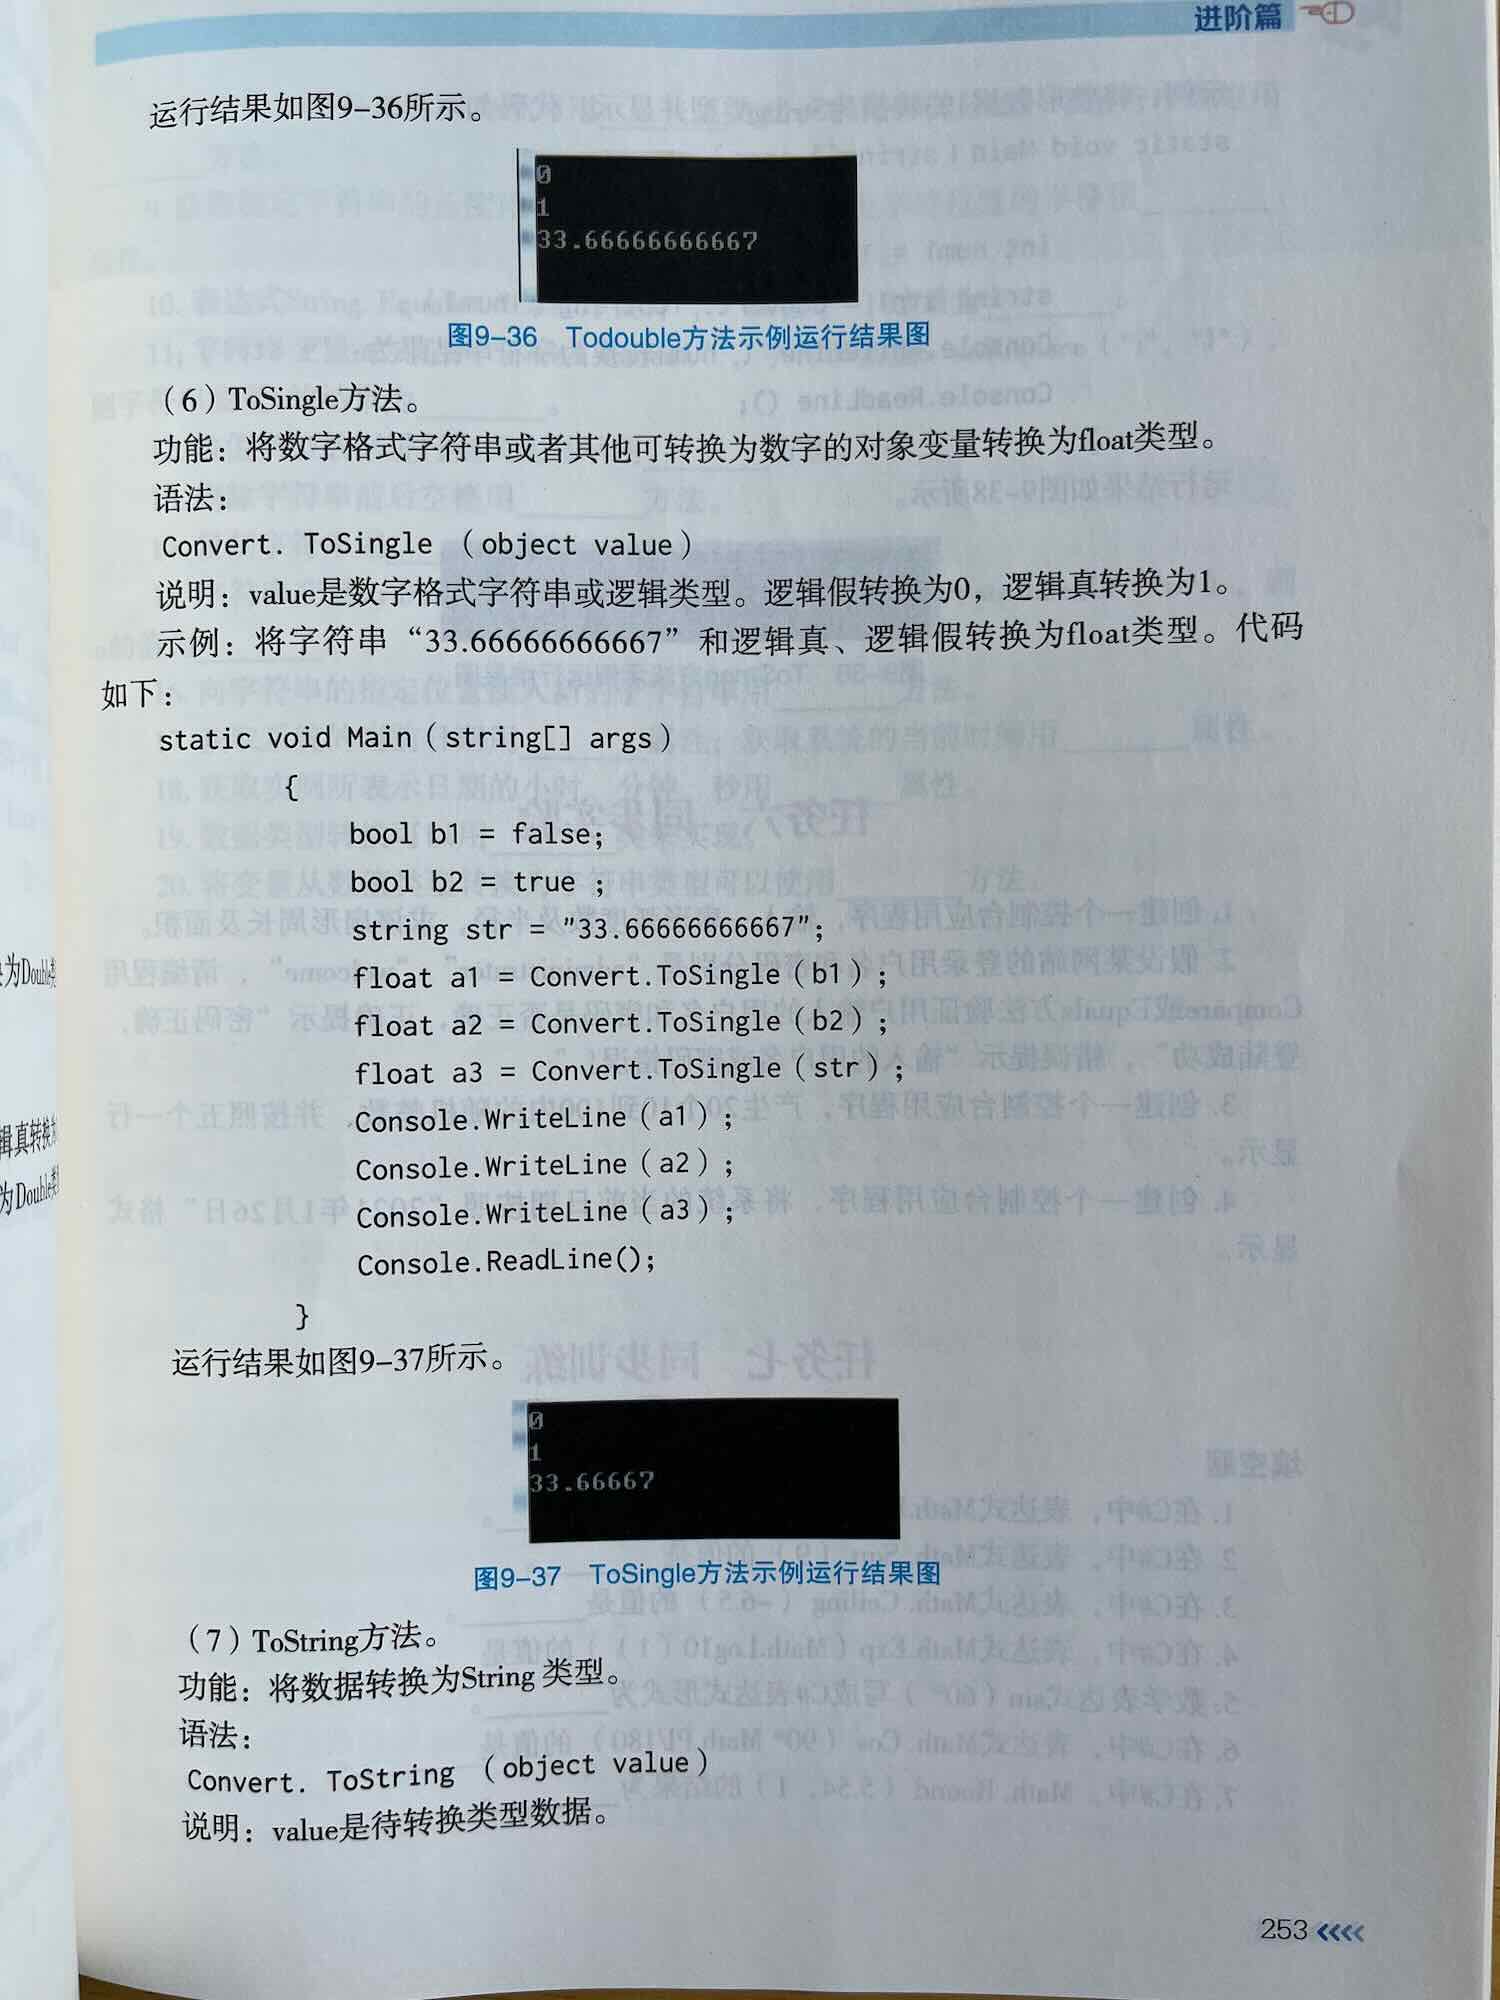 进阶篇
运行结果如图9-36所示。
0
1
33.66666666667
图9-36 Todouble方法示例运行结果图
（6）ToSingle方法。
功能：将数字格式字符串或者其他可转换为数字的对象变量转换为float类型。
语法：
Convert. ToSingle （object value）
说明：value是数字格式字符串或逻辑类型。逻辑假转换为0，逻辑真转换为1。
示例：将字符串“33.66666666667”和逻辑真、逻辑假转换为float类型。代码
如下：
static void Main（string[] args）
{
bool b1 = false;
bool b2 = true ;
string str = "33.66666666667";
float a1 = Convert.ToSingle（b1）;
float a2 = Convert.ToSingle（b2）;
float a3 = Convert.ToSingle（str）;
Console.WriteLine（a1）;
Console.WriteLine（a2）;
Console.WriteLine（a3）;
Console.ReadLine();
}
运行结果如图9-37所示。
0
1
33.66667
图9-37 ToSingle方法示例运行结果图
（7）ToString方法。
功能：将数据转换为String 类型。
语法：
Convert. ToString （object value）
说明：value是待转换类型数据。
253